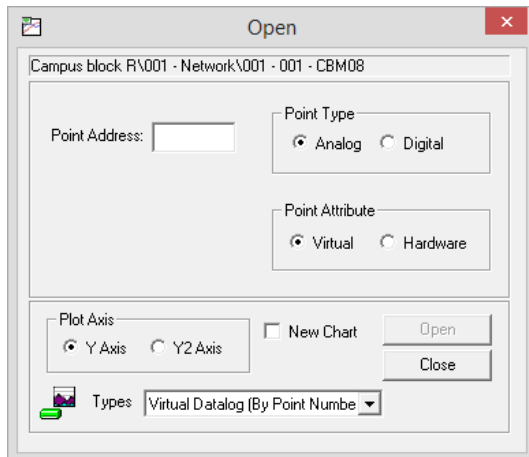 Open
Campus block R\001 - Network\001 - 001 - CBM08
Point Address:
Point Type
Analog Digital
Point Attribute
Virtual Hardware
Plot Axis
Y Axis Y2 Axis
New Chart
Open
Close
Types Virtual Datalog (By Point Numbe